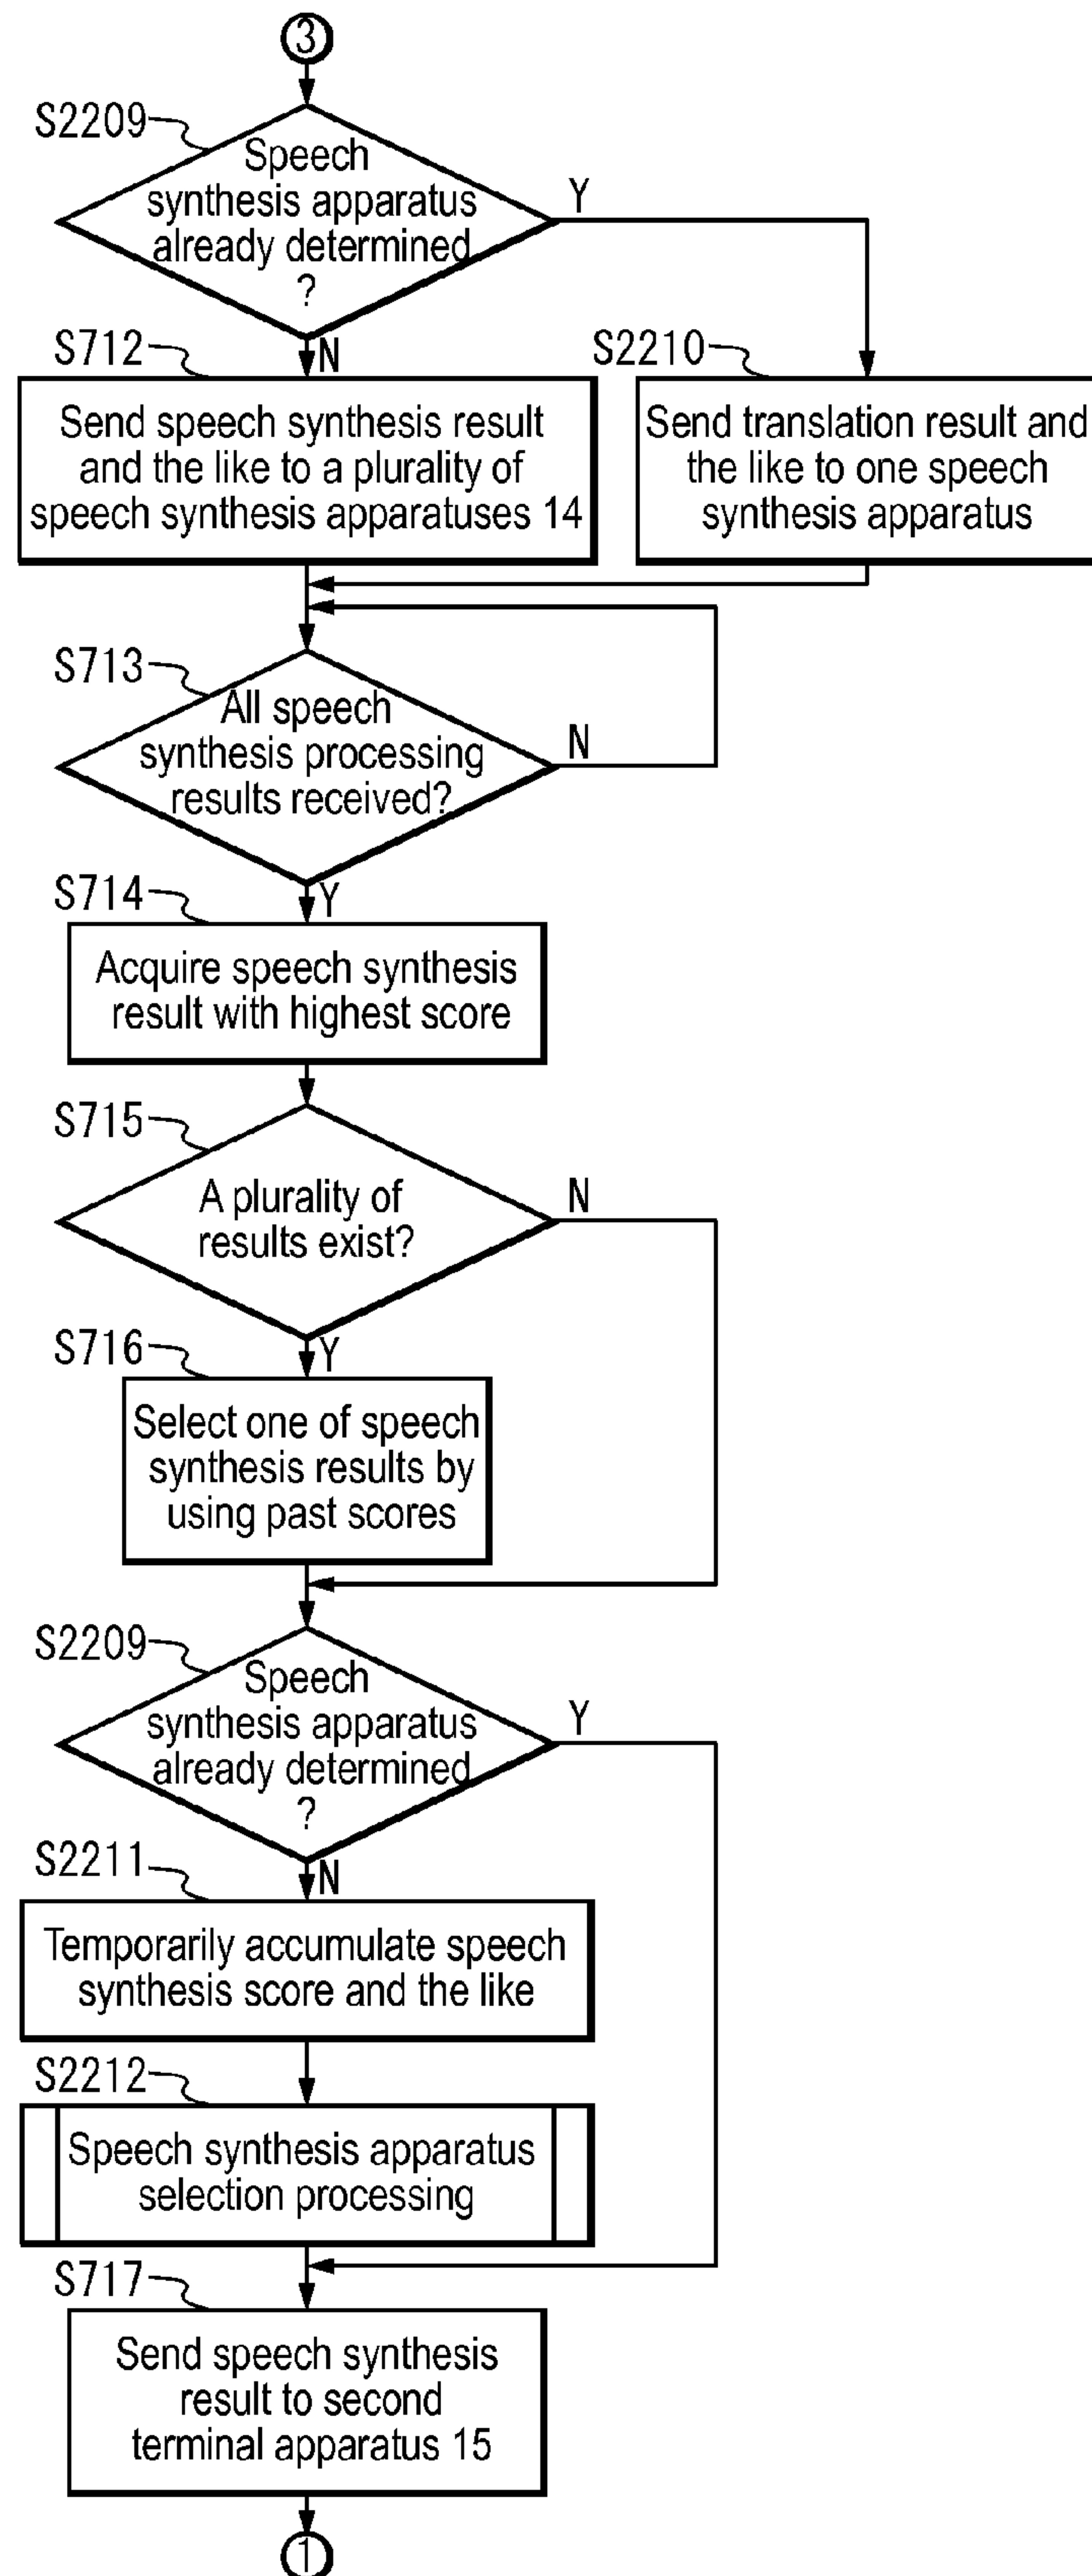 3
S2209
Speech
synthesis apparatus
already determined
?
Y
N
S712
Send speech synthesis result
and the like to a plurality of
speech synthesis apparatuses 14
S2210
Send translation result and
the like to one speech
synthesis apparatus
S713
All speech
synthesis processing
results received?
N
Y
S714
Acquire speech synthesis
result with highest score
S715
A plurality of
results exist?
N
Y
S716
Select one of speech
synthesis results by
using past scores
S2209
Speech
synthesis apparatus
already determined
?
Y
N
S2211
Temporarily accumulate speech
synthesis score and the like
S2212
Speech synthesis apparatus
selection processing
S717
Send speech synthesis
result to second
terminal apparatus 15
1